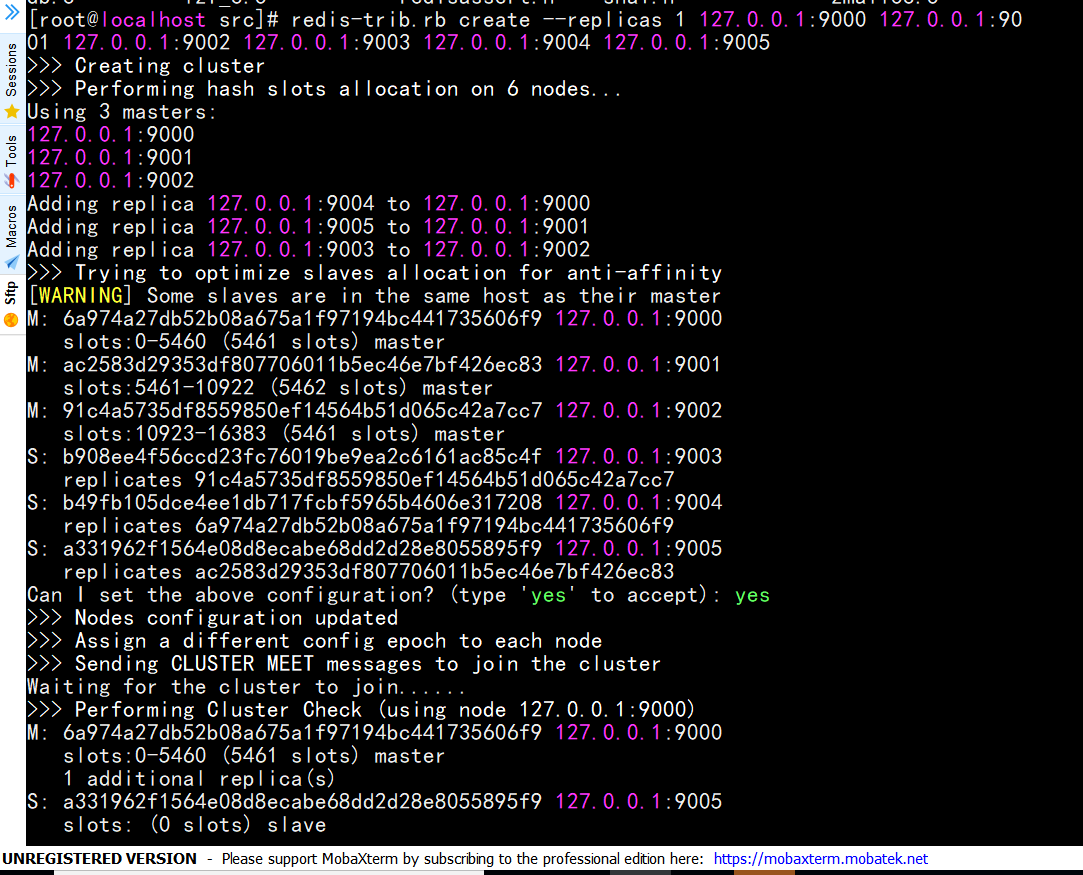 [root@localhost src]# redis-trib.rb create --replicas 1 127.0.0.1:9000 127.0.0.1:90
01 127.0.0.1:9002 127.0.0.1:9003 127.0.0.1:9004 127.0.0.1:9005
>>> Creating cluster
>>> Performing hash slots allocation on 6 nodes...
Using 3 masters:
127.0.0.1:9000
127.0.0.1:9001
127.0.0.1:9002
Adding replica 127.0.0.1:9004 to 127.0.0.1:9000
Adding replica 127.0.0.1:9005 to 127.0.0.1:9001
Adding replica 127.0.0.1:9003 to 127.0.0.1:9002
>>> Trying to optimize slaves allocation for anti-affinity
[WARNING] Some slaves are in the same host as their master
M: 6a974a27db52b08a675a1f97194bc441735606f9 127.0.0.1:9000
   slots:0-5460 (5461 slots) master
M: ac2583d29353df807706011b5ec46e7bf426ec83 127.0.0.1:9001
   slots:5461-10922 (5462 slots) master
M: 91c4a5735df8559850ef14564b51d065c42a7cc7 127.0.0.1:9002
   slots:10923-16383 (5461 slots) master
S: b908ee4f56ccd23fc76019be9ea2c6161ac85c4f 127.0.0.1:9003
   replicates 91c4a5735df8559850ef14564b51d065c42a7cc7
S: b49fb105dce4ee1db717fcbf5965b4606e317208 127.0.0.1:9004
   replicates 6a974a27db52b08a675a1f97194bc441735606f9
S: a331962f1564e08d8ecabe68dd2d28e8055895f9 127.0.0.1:9005
   replicates ac2583d29353df807706011b5ec46e7bf426ec83
Can I set the above configuration? (type 'yes' to accept): yes
>>> Nodes configuration updated
>>> Assign a different config epoch to each node
>>> Sending CLUSTER MEET messages to join the cluster
Waiting for the cluster to join......
>>> Performing Cluster Check (using node 127.0.0.1:9000)
M: 6a974a27db52b08a675a1f97194bc441735606f9 127.0.0.1:9000
   slots:0-5460 (5461 slots) master
   1 additional replica(s)
S: a331962f1564e08d8ecabe68dd2d28e8055895f9 127.0.0.1:9005
   slots: (0 slots) slave
Sessions
Tools
Macros
Sftp
UNREGISTERED VERSION - Please support MobaXterm by subscribing to the professional edition here: https://mobaxterm.mobatek.net